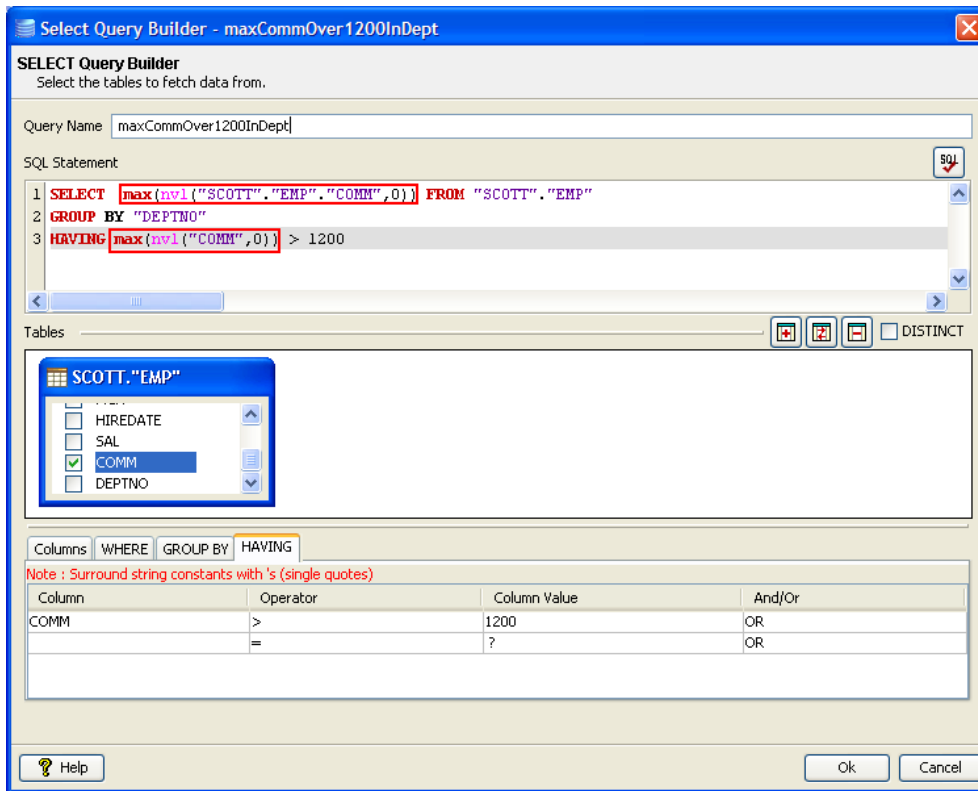 Select Query Builder - maxCommOver1200InDept
SELECT Query Builder
Select the tables to fetch data from.
Query Name maxCommOver1200InDept
SQL Statement
SQL
1 SELECT max(nvl("SCOTT"."EMP"."COMM",0)) FROM "SCOTT"."EMP"
2 GROUP BY "DEPTNO"
3 HAVING max(nvl("COMM",0)) > 1200
Tables
DISTINCT
SCOTT."EMP"
HIREDATE
SAL
COMM
DEPTNO
Columns WHERE GROUP BY HAVING
Note : Surround string constants with 's (single quotes)
Column Operator Column Value And/Or
COMM > 1200 OR
= ? OR
? Help Ok Cancel